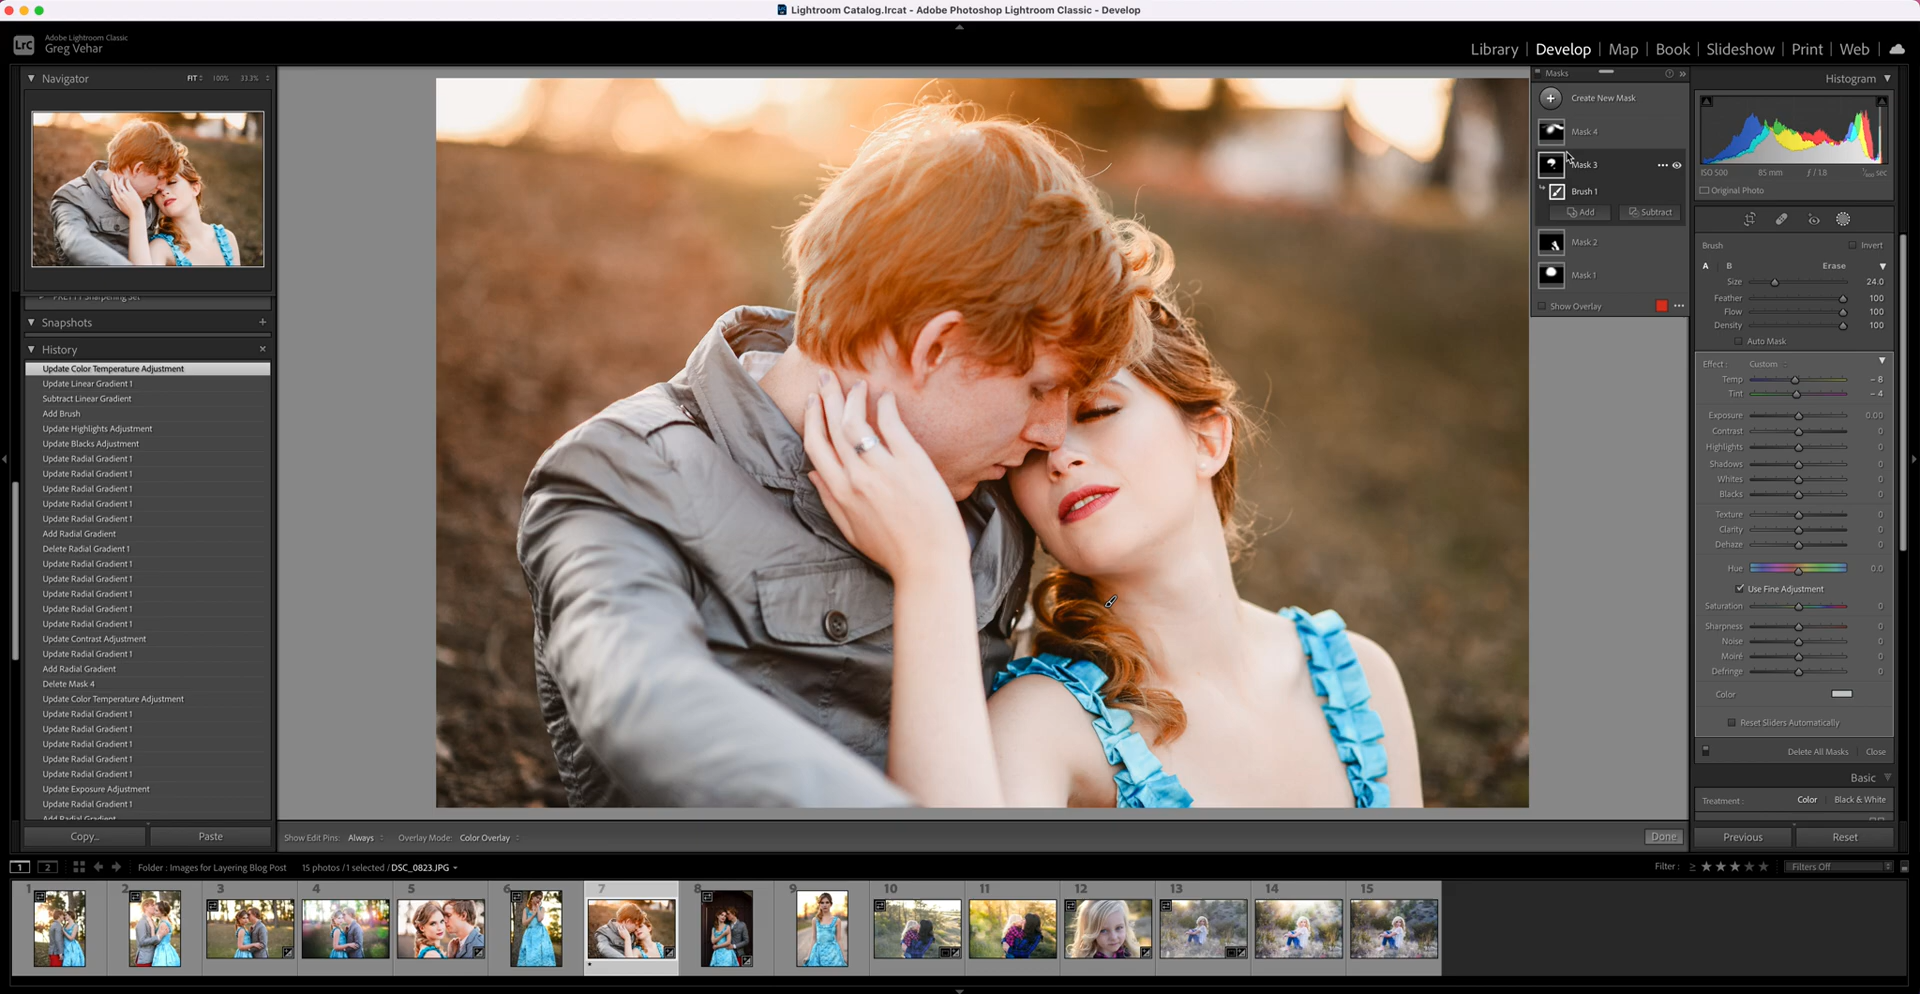 Lightroom Catalog.lrcat - Adobe Photoshop Lightroom Classic - Develop
LrC
Adobe Lightroom Classic
Greg Vehar
Library | Develop | Map | Book | Slideshow | Print | Web
Navigator
FIT 100% 33.3%
PRETTY Sharpening Set
Snapshots
History
Update Color Temperature Adjustment
Update Linear Gradient 1
Subtract Linear Gradient
Add Brush
Update Highlights Adjustment
Update Blacks Adjustment
Update Radial Gradient 1
Update Radial Gradient 1
Update Radial Gradient 1
Update Radial Gradient 1
Update Radial Gradient 1
Add Radial Gradient
Delete Radial Gradient 1
Update Radial Gradient 1
Update Radial Gradient 1
Update Radial Gradient 1
Update Radial Gradient 1
Update Radial Gradient 1
Update Contrast Adjustment
Update Radial Gradient 1
Add Radial Gradient
Delete Mask 4
Update Color Temperature Adjustment
Update Radial Gradient 1
Update Radial Gradient 1
Update Radial Gradient 1
Update Radial Gradient 1
Update Radial Gradient 1
Update Exposure Adjustment
Update Radial Gradient 1
Add Radial Gradient
Copy... Paste
Masks
Create New Mask
Mask 4
Mask 3
Brush 1
Add Subtract
Mask 2
Mask 1
Show Overlay
Histogram
ISO 500 85 mm ƒ / 1.8 sec
Original Photo
Brush Invert
A B Erase
Size 24.0
Feather 100
Flow 100
Density 100
Auto Mask
Effect : Custom
Temp – 8
Tint – 4
Exposure 0.00
Contrast 0
Highlights 0
Shadows 0
Whites 0
Blacks 0
Texture 0
Clarity 0
Dehaze 0
Hue 0.0
Use Fine Adjustment
Saturation 0
Sharpness 0
Noise 0
Moiré 0
Defringe 0
Color
Reset Sliders Automatically
Delete All Masks Close
Basic
Treatment : Color | Black & White
Previous Reset
Show Edit Pins: Always Overlay Mode: Color Overlay Done
1 2 Folder : Images for Layering Blog Post 15 photos / 1 selected / DSC_0823.JPG Filter : ≥ ★★★★★ Filters Off
1 2 3 4 5 6 7 8 9 10 11 12 13 14 15